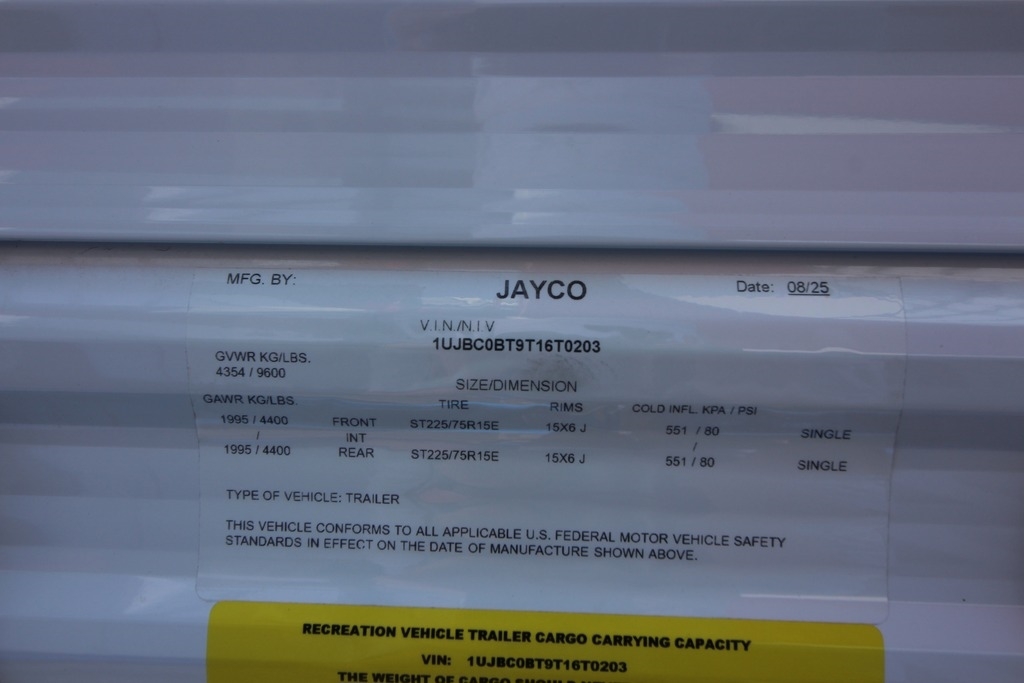 MFG. BY: JAYCO Date: 08/25
V.I.N./N.I.V
1UJBC0BT9T16T0203
GVWR KG/LBS.
4354 / 9600
SIZE/DIMENSION
GAWR KG/LBS. TIRE RIMS COLD INFL. KPA / PSI
1995 / 4400 FRONT ST225/75R15E 15X6 J 551 / 80 SINGLE
/ INT /
1995 / 4400 REAR ST225/75R15E 15X6 J 551 / 80 SINGLE
TYPE OF VEHICLE: TRAILER
THIS VEHICLE CONFORMS TO ALL APPLICABLE U.S. FEDERAL MOTOR VEHICLE SAFETY
STANDARDS IN EFFECT ON THE DATE OF MANUFACTURE SHOWN ABOVE.
RECREATION VEHICLE TRAILER CARGO CARRYING CAPACITY
VIN: 1UJBC0BT9T16T0203
THE WEIGHT OF CARGO SHOULD